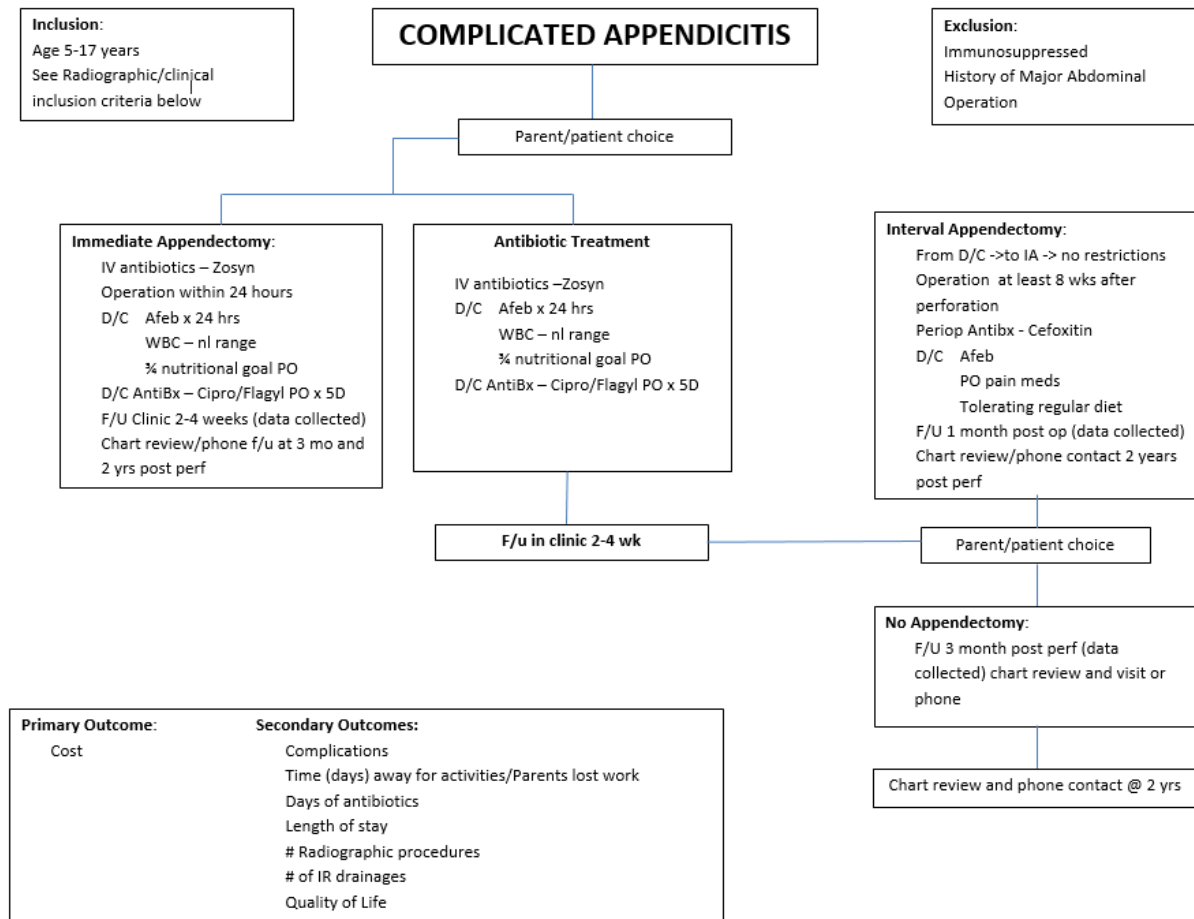 Inclusion:
Age 5-17 years
See Radiographic/clinical
inclusion criteria below
COMPLICATED APPENDICITIS
Exclusion:
Immunosuppressed
History of Major Abdominal
Operation
Parent/patient choice
Immediate Appendectomy:
IV antibiotics – Zosyn
Operation within 24 hours
D/C Afeb x 24 hrs
WBC – nl range
¾ nutritional goal PO
D/C AntiBx – Cipro/Flagyl PO x 5D
F/U Clinic 2-4 weeks (data collected)
Chart review/phone f/u at 3 mo and
2 yrs post perf
Antibiotic Treatment
IV antibiotics –Zosyn
D/C Afeb x 24 hrs
WBC – nl range
¾ nutritional goal PO
D/C AntiBx – Cipro/Flagyl PO x 5D
Interval Appendectomy:
From D/C ->to IA -> no restrictions
Operation at least 8 wks after
perforation
Periop Antibx - Cefoxitin
D/C Afeb
PO pain meds
Tolerating regular diet
F/U 1 month post op (data collected)
Chart review/phone contact 2 years
post perf
F/u in clinic 2-4 wk
Parent/patient choice
No Appendectomy:
F/U 3 month post perf (data
collected) chart review and visit or
phone
Chart review and phone contact @ 2 yrs
Primary Outcome:
Cost
Secondary Outcomes:
Complications
Time (days) away for activities/Parents lost work
Days of antibiotics
Length of stay
# Radiographic procedures
# of IR drainages
Quality of Life